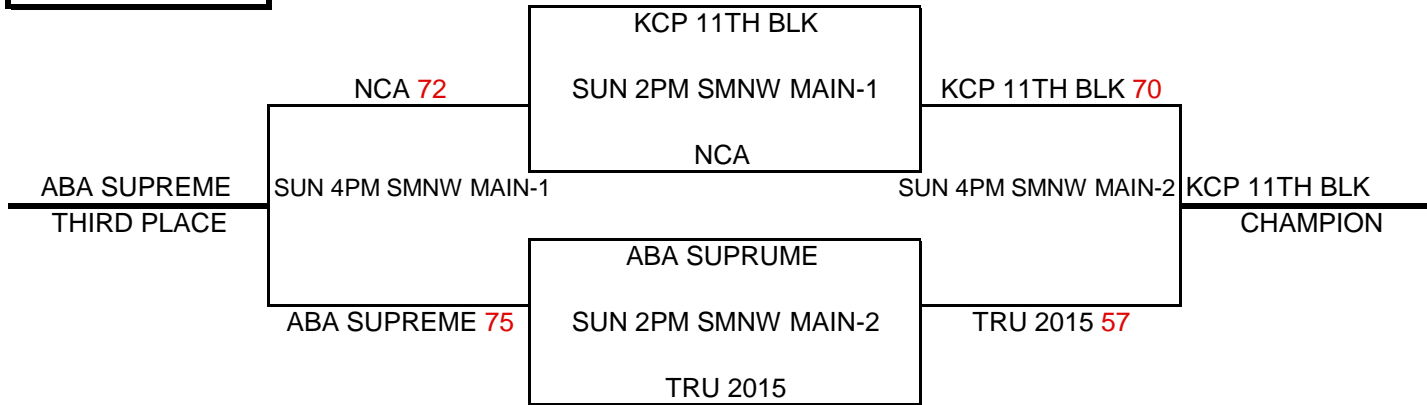 KCP 11TH BLK
NCA 72
SUN 2PM SMNW MAIN-1
KCP 11TH BLK 70
NCA
ABA SUPREME
SUN 4PM SMNW MAIN-1
SUN 4PM SMNW MAIN-2
KCP 11TH BLK
THIRD PLACE
CHAMPION
ABA SUPRUME
ABA SUPREME 75
SUN 2PM SMNW MAIN-2
TRU 2015 57
TRU 2015